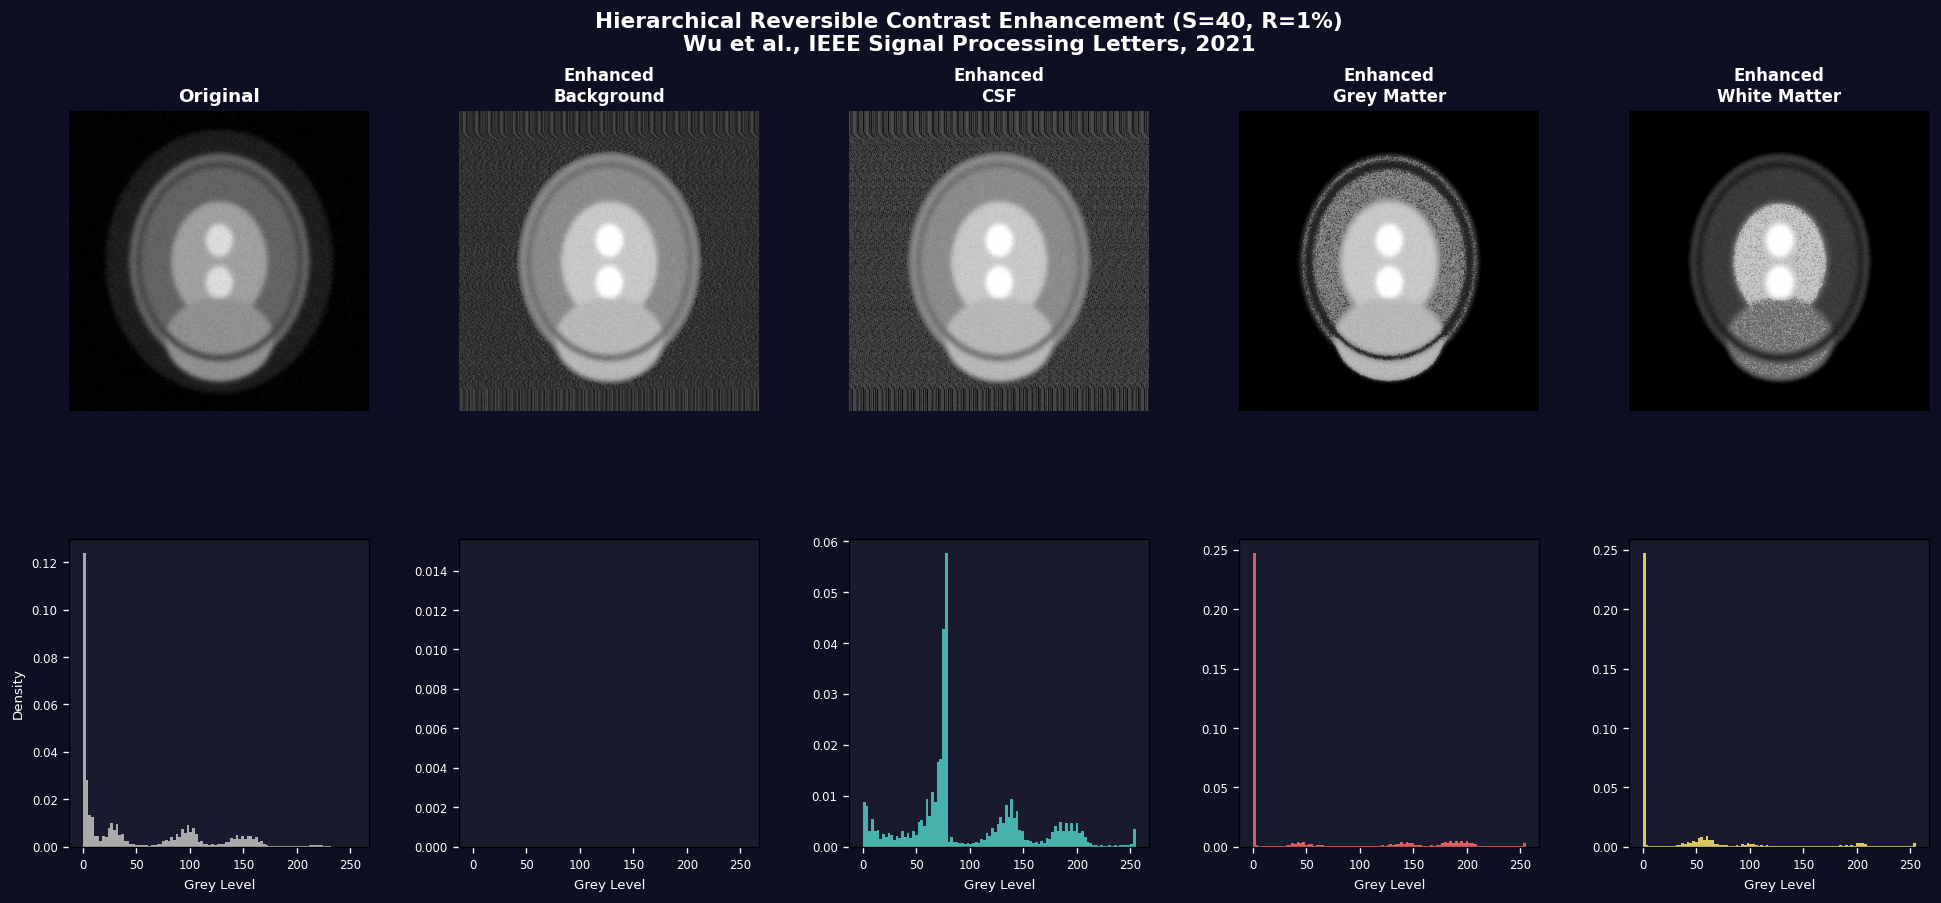 Hierarchical Reversible Contrast Enhancement (S=40, R=1%)
Wu et al., IEEE Signal Processing Letters, 2021
Original
Enhanced
Background
Enhanced
CSF
Enhanced
Grey Matter
Enhanced
White Matter
Density
0.12
0.10
0.08
0.06
0.04
0.02
0.00
0 50 100 150 200 250
Grey Level
0.014
0.012
0.010
0.008
0.006
0.004
0.002
0.000
0 50 100 150 200 250
Grey Level
0.06
0.05
0.04
0.03
0.02
0.01
0.00
0 50 100 150 200 250
Grey Level
0.25
0.20
0.15
0.10
0.05
0.00
0 50 100 150 200 250
Grey Level
0.25
0.20
0.15
0.10
0.05
0.00
0 50 100 150 200 250
Grey Level